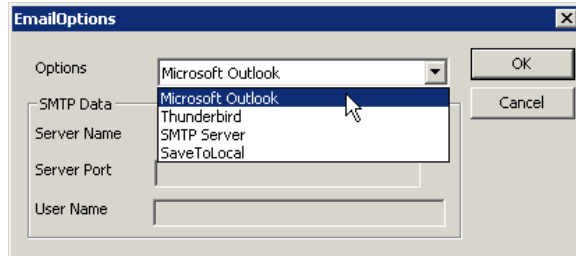 EmailOptions
Options
Microsoft Outlook
OK
Microsoft Outlook
Thunderbird
SMTP Server
SaveToLocal
Cancel
SMTP Data
Server Name
Server Port
User Name